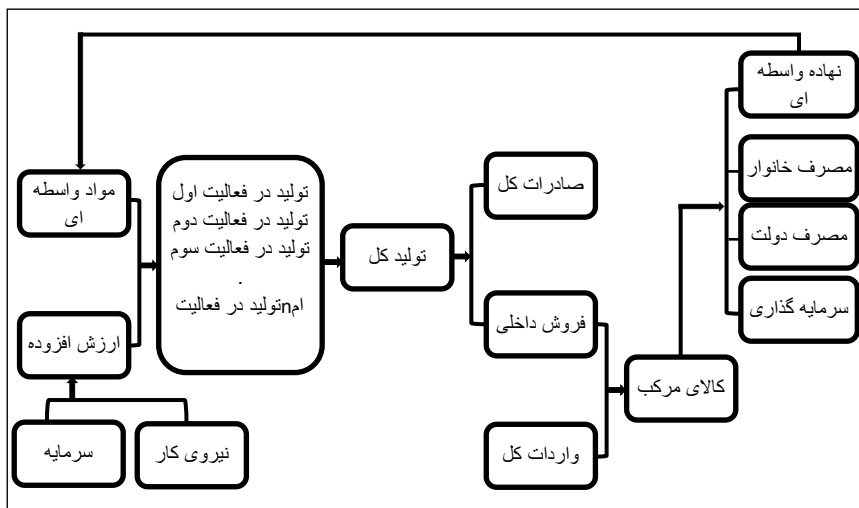 نهاده واسطه
ای
مصرف خانوار
مصرف دولت
سرمایه گذاری
کالای مرکب
صادرات کل
فروش داخلی
واردات کل
تولید کل
تولید در فعالیت اول
تولید در فعالیت دوم
تولید در فعالیت سوم
.
امnتولید در فعالیت
مواد واسطه
ای
ارزش افزوده
نیروی کار
سرمایه